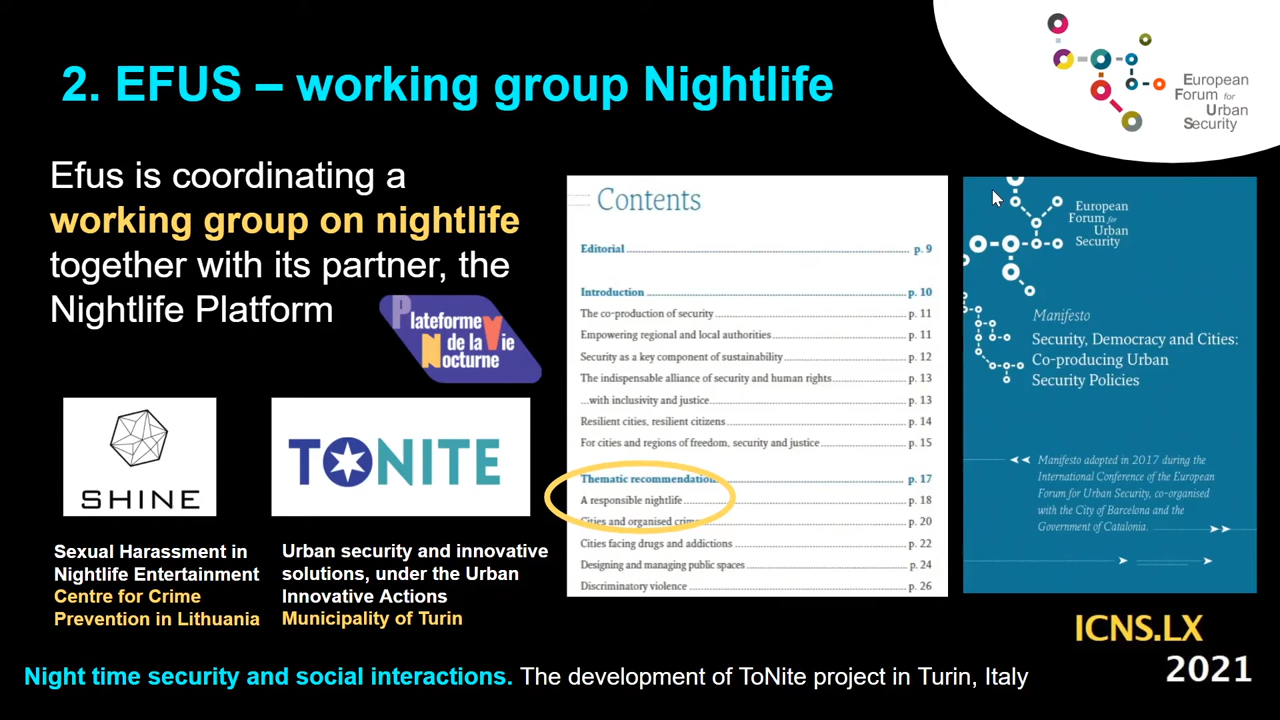 2. EFUS – working group Nightlife
European
Forum for
Urban
Security
Efus is coordinating a
working group on nightlife
together with its partner, the
Nightlife Platform
Plateforme
de la Vie
Nocturne
SHINE
TONITE
Sexual Harassment in
Nightlife Entertainment
Centre for Crime
Prevention in Lithuania
Urban security and innovative
solutions, under the Urban
Innovative Actions
Municipality of Turin
Contents
Editorial p. 9
Introduction p. 10
The co-production of security p. 11
Empowering regional and local authorities p. 11
Security as a key component of sustainability p. 12
The indispensable alliance of security and human rights p. 13
...with inclusivity and justice p. 13
Resilient cities, resilient citizens p. 14
For cities and regions of freedom, security and justice p. 15
Thematic recommendation p. 17
A responsible nightlife p. 18
Cities and organised crime p. 20
Cities facing drugs and addictions p. 22
Designing and managing public spaces p. 24
Discriminatory violence p. 26
European
Forum for
Urban
Security
Manifesto
Security, Democracy and Cities:
Co-producing Urban
Security Policies
Manifesto adopted in 2017 during the
International Conference of the European
Forum for Urban Security, co-organised
with the City of Barcelona and the
Government of Catalonia.
ICNS.LX
2021
Night time security and social interactions. The development of ToNite project in Turin, Italy